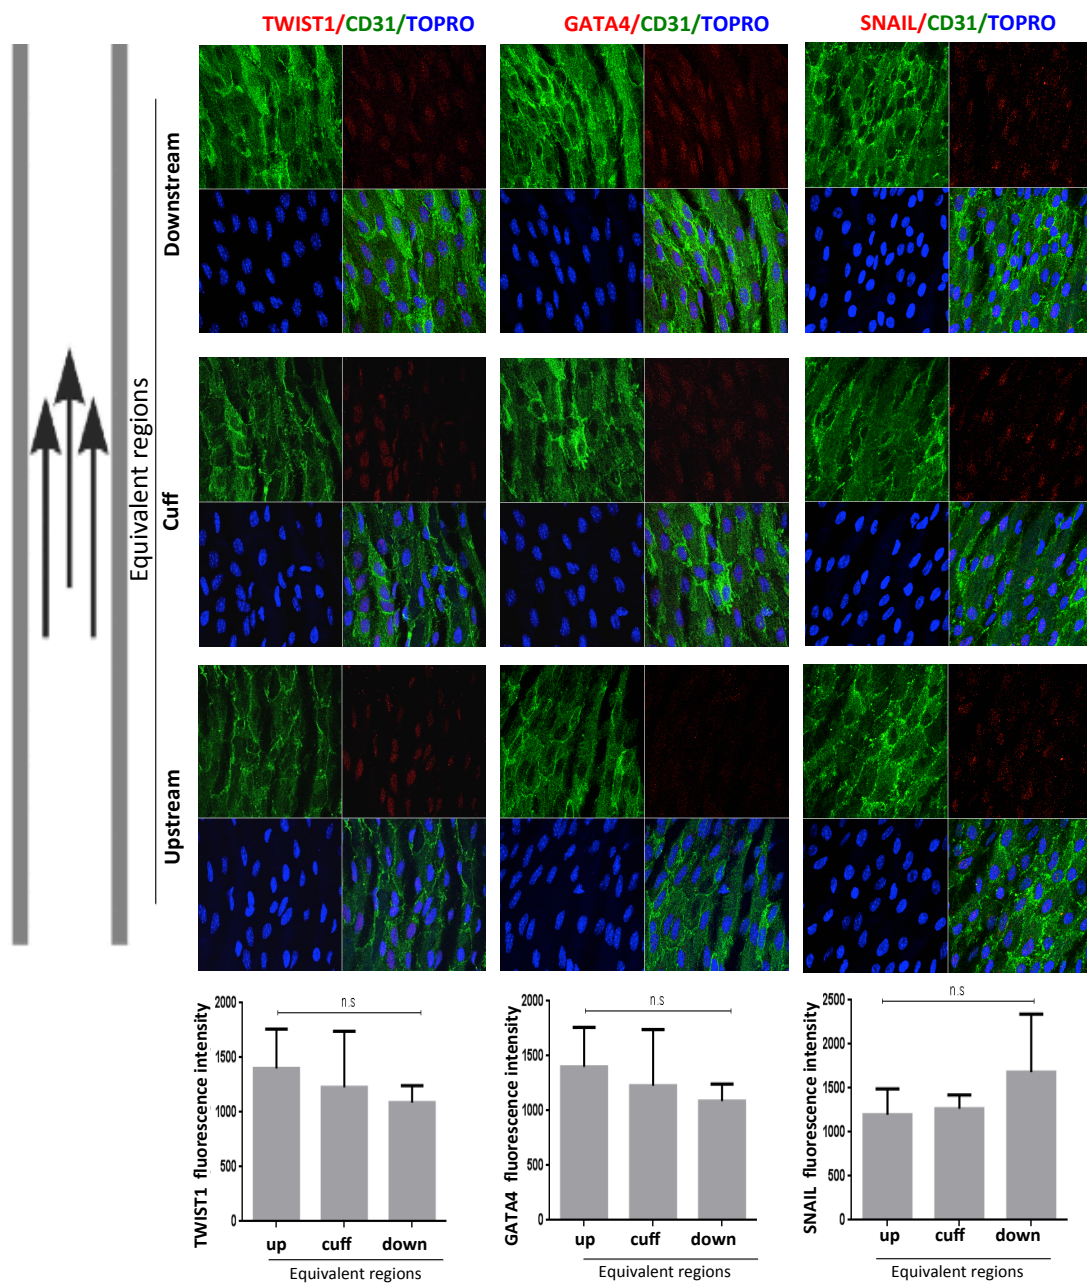 TWIST1/CD31/TOPRO
GATA4/CD31/TOPRO
SNAIL/CD31/TOPRO
Equivalent regions
Downstream
Cuff
Upstream
TWIST1 fluorescence intensity
2000
1500
1000
500
0
n.s
up
cuff
down
Equivalent regions
GATA4 fluorescence intensity
2000
1500
1000
500
0
n.s
up
cuff
down
Equivalent regions
SNAIL fluorescence intensity
2500
2000
1500
1000
500
0
n.s
up
cuff
down
Equivalent regions